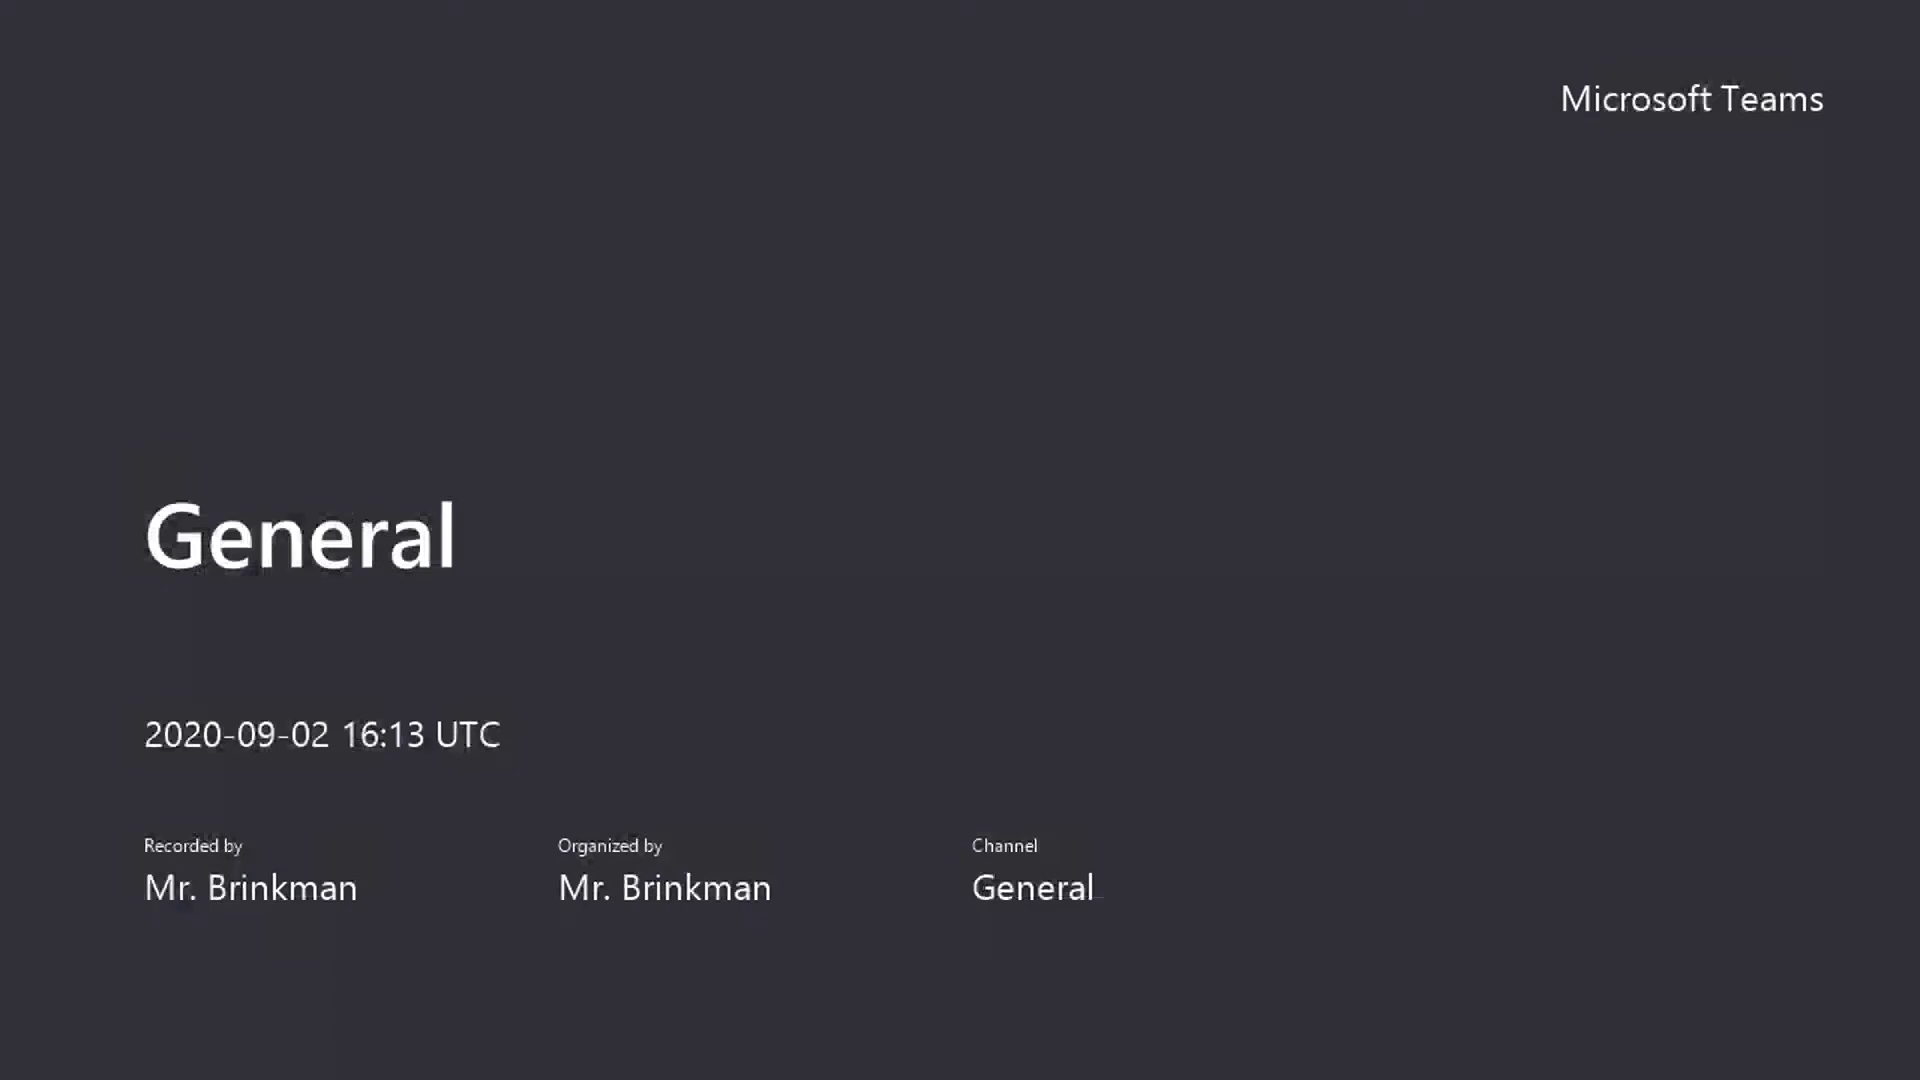 Microsoft Teams
General
2020-09-02 16:13 UTC
Recorded by
Mr. Brinkman
Organized by
Mr. Brinkman
Channel
General